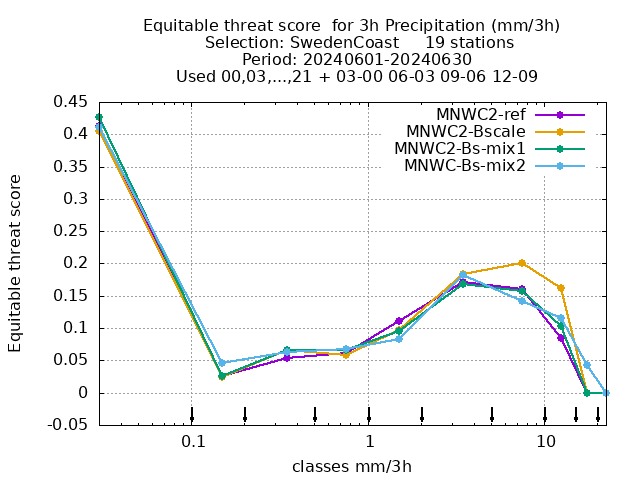 Equitable threat score  for 3h Precipitation (mm/3h)
Selection: SwedenCoast     19 stations
Period: 20240601-20240630
Used 00,03,...,21 + 03-00 06-03 09-06 12-09
MNWC2-ref
MNWC2-Bscale
MNWC2-Bs-mix1
MNWC-Bs-mix2
Equitable threat score
0.45
0.4
0.35
0.3
0.25
0.2
0.15
0.1
0.05
0
-0.05
0.1
1
10
classes mm/3h